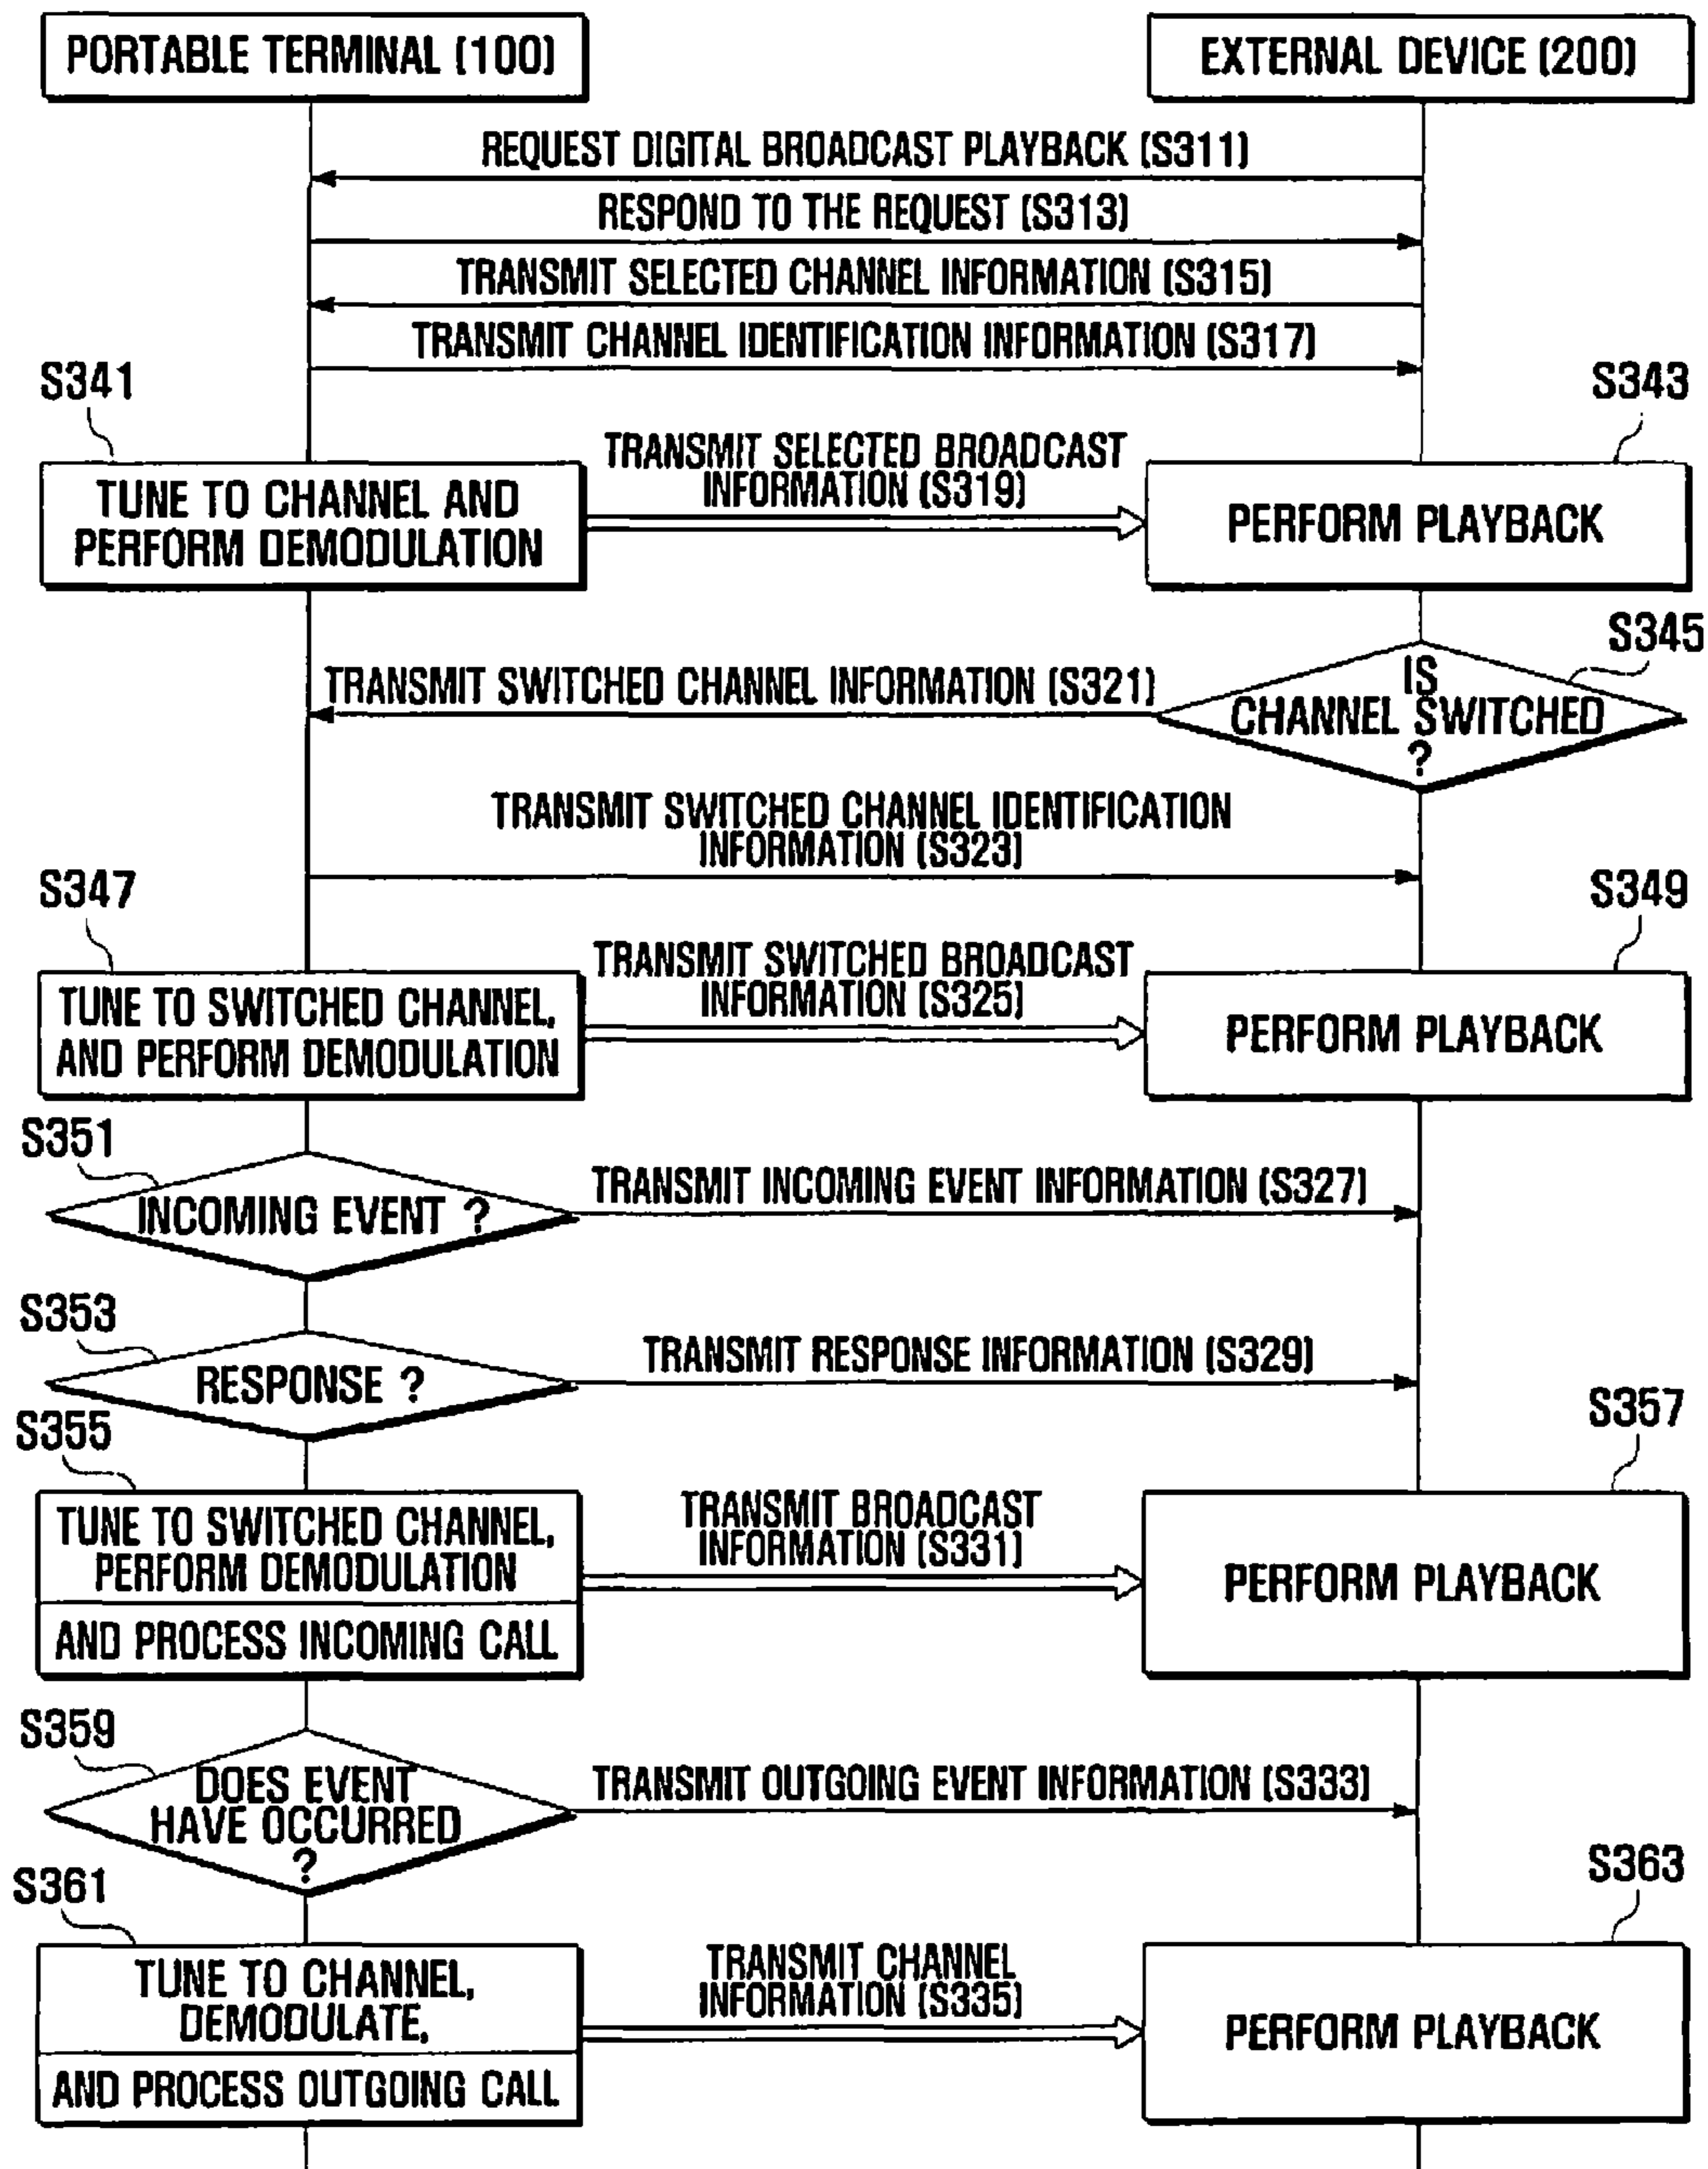 PORTABLE TERMINAL (100)
EXTERNAL DEVICE (200)
REQUEST DIGITAL BROADCAST PLAYBACK (S311)
RESPOND TO THE REQUEST (S313)
TRANSMIT SELECTED CHANNEL INFORMATION (S315)
TRANSMIT CHANNEL IDENTIFICATION INFORMATION (S317)
S341
S343
TUNE TO CHANNEL AND
PERFORM DEMODULATION
TRANSMIT SELECTED BROADCAST
INFORMATION (S319)
PERFORM PLAYBACK
S345
TRANSMIT SWITCHED CHANNEL INFORMATION (S321)
IS
CHANNEL SWITCHED
?
TRANSMIT SWITCHED CHANNEL IDENTIFICATION
INFORMATION (S323)
S347
S349
TUNE TO SWITCHED CHANNEL,
AND PERFORM DEMODULATION
TRANSMIT SWITCHED BROADCAST
INFORMATION (S325)
PERFORM PLAYBACK
S351
INCOMING EVENT ?
TRANSMIT INCOMING EVENT INFORMATION (S327)
S353
RESPONSE ?
TRANSMIT RESPONSE INFORMATION (S329)
S355
S357
TUNE TO SWITCHED CHANNEL,
PERFORM DEMODULATION
AND PROCESS INCOMING CALL
TRANSMIT BROADCAST
INFORMATION (S331)
PERFORM PLAYBACK
S359
DOES EVENT
HAVE OCCURRED
?
TRANSMIT OUTGOING EVENT INFORMATION (S333)
S361
S363
TUNE TO CHANNEL,
DEMODULATE,
AND PROCESS OUTGOING CALL
TRANSMIT CHANNEL
INFORMATION (S335)
PERFORM PLAYBACK